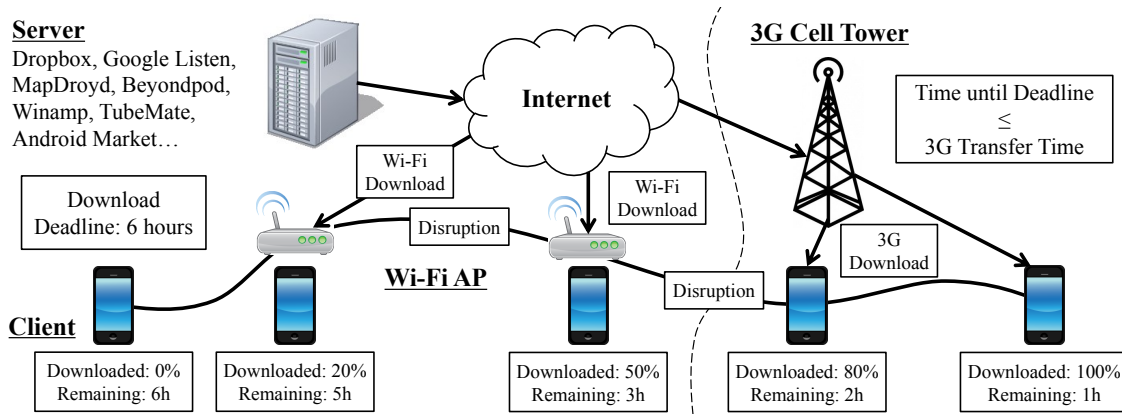 Server
Dropbox, Google Listen,
MapDroyd, Beyondpod,
Winamp, TubeMate,
Android Market…
Internet
3G Cell Tower
Time until Deadline
≤
3G Transfer Time
Download
Deadline: 6 hours
Wi-Fi
Download
Disruption
Wi-Fi
Download
Wi-Fi AP
Disruption
3G
Download
Client
Downloaded: 0%
Remaining: 6h
Downloaded: 20%
Remaining: 5h
Downloaded: 50%
Remaining: 3h
Downloaded: 80%
Remaining: 2h
Downloaded: 100%
Remaining: 1h